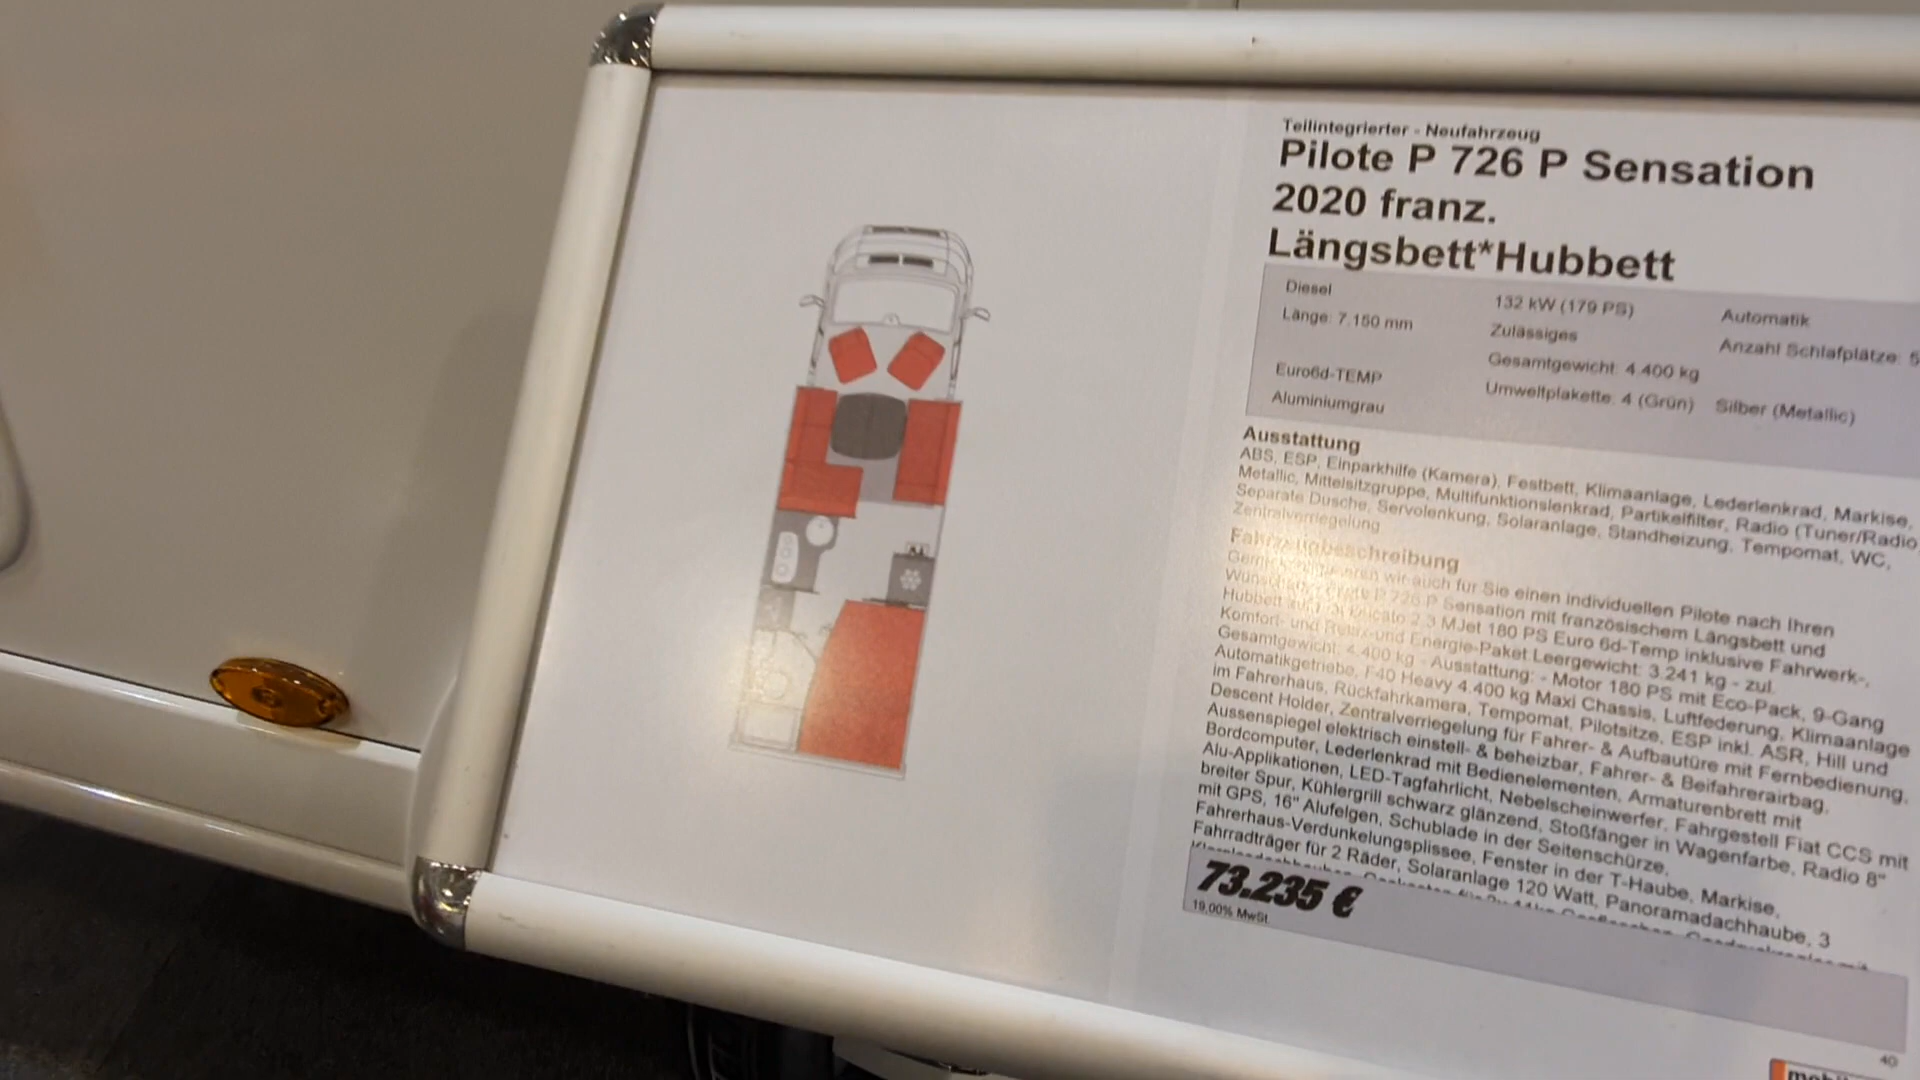 Teilintegrierter - Neufahrzeug
Pilote P 726 P Sensation
2020 franz.
Längsbett*Hubbett
Diesel 132 kW (179 PS) Automatik
Länge: 7.150 mm Zulässiges Anzahl Schlafplätze: 5
Gesamtgewicht: 4.400 kg
Euro6d-TEMP Umweltplakette: 4 (Grün) Silber (Metallic)
Aluminiumgrau
Ausstattung
ABS, ESP, Einparkhilfe (Kamera), Festbett, Klimaanlage, Lederlenkrad, Markise,
Metallic, Mittelsitzgruppe, Multifunktionslenkrad, Partikelfilter, Radio (Tuner/Radio
Separate Dusche, Servolenkung, Solaranlage, Standheizung, Tempomat, WC,
Zentralverriegelung
Fahrzeugbeschreibung
wir auch für Sie einen individuellen Pilote nach Ihren
P Sensation mit französischem Längsbett und
Hubbett 2,3 MJet 180 PS Euro 6d-Temp inklusive Fahrwerk-,
Komfort- und Relax-und Energie-Paket Leergewicht: 3.241 kg - zul.
Gesamtgewicht: 4.400 kg - Ausstattung: - Motor 180 PS mit Eco-Pack, 9-Gang
Automatikgetriebe, F40 Heavy 4.400 kg Maxi Chassis, Luftfederung, Klimaanlage
im Fahrerhaus, Rückfahrkamera, Tempomat, Pilotsitze, ESP inkl. ASR, Hill und
Descent Holder, Zentralverriegelung für Fahrer- & Aufbautüre mit Fernbedienung,
Aussenspiegel elektrisch einstell- & beheizbar, Fahrer- & Beifahrerairbag,
Bordcomputer, Lederlenkrad mit Bedienelementen, Armaturenbrett mit
Alu-Applikationen, LED-Tagfahrlicht, Nebelscheinwerfer, Fahrgestell Fiat CCS mit
breiter Spur, Kühlergrill schwarz glänzend, Stoßfänger in Wagenfarbe, Radio 8"
mit GPS, 16" Alufelgen, Schublade in der Seitenschürze,
Fahrerhaus-Verdunkelungsplissee, Fenster in der T-Haube, Markise,
Fahrradträger für 2 Räder, Solaranlage 120 Watt, Panoramadachhaube, 3
73.235 €
19,00% MwSt.
40